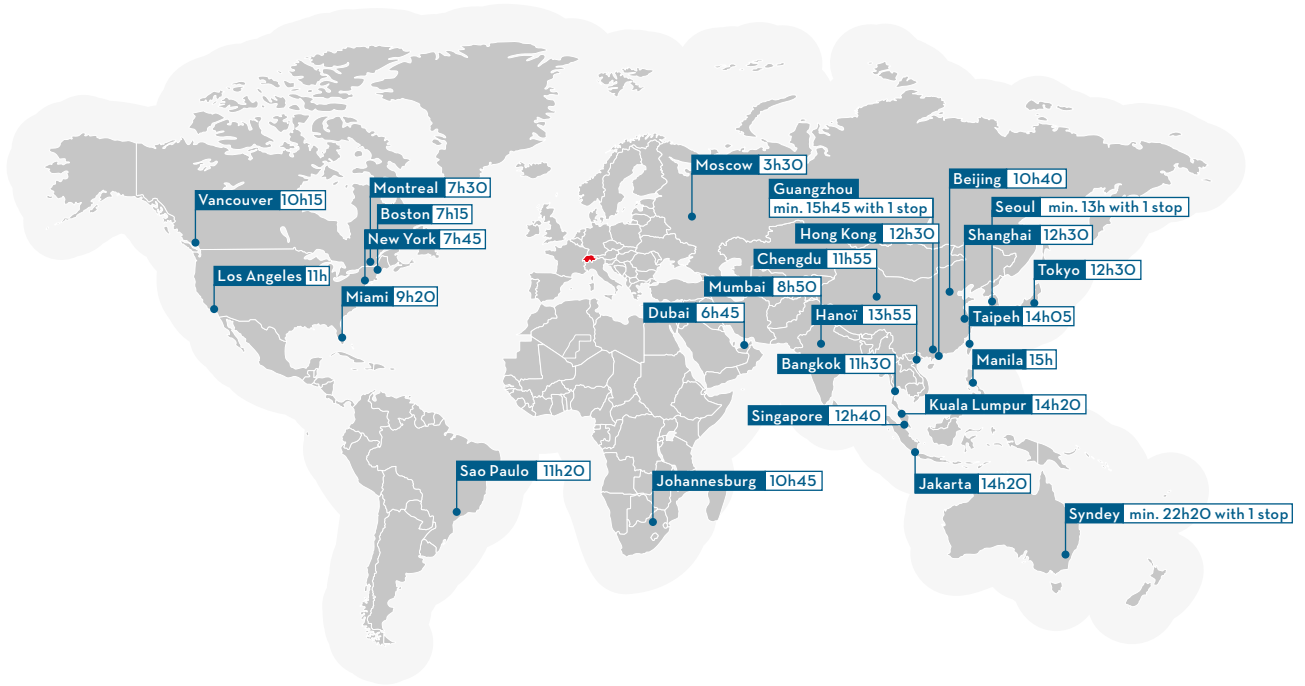 Moscow 3h30
Guangzhou
min. 15h45 with 1 stop
Beijing 10h40
Montreal 7h30
Vancouver 10h15
Boston 7h15
Seoul min. 13h with 1 stop
New York 7h45
Hong Kong 12h30
Shanghai 12h30
Chengdu 11h55
Tokyo 12h30
Los Angeles 11h
Mumbai 8h50
Miami 9h20
Dubai 6h45
Hanoï 13h55
Taipeh 14h05
Bangkok 11h30
Manila 15h
Kuala Lumpur 14h20
Singapore 12h40
Sao Paulo 11h20
Johannesburg 10h45
Jakarta 14h20
Syndey min. 22h20 with 1 stop